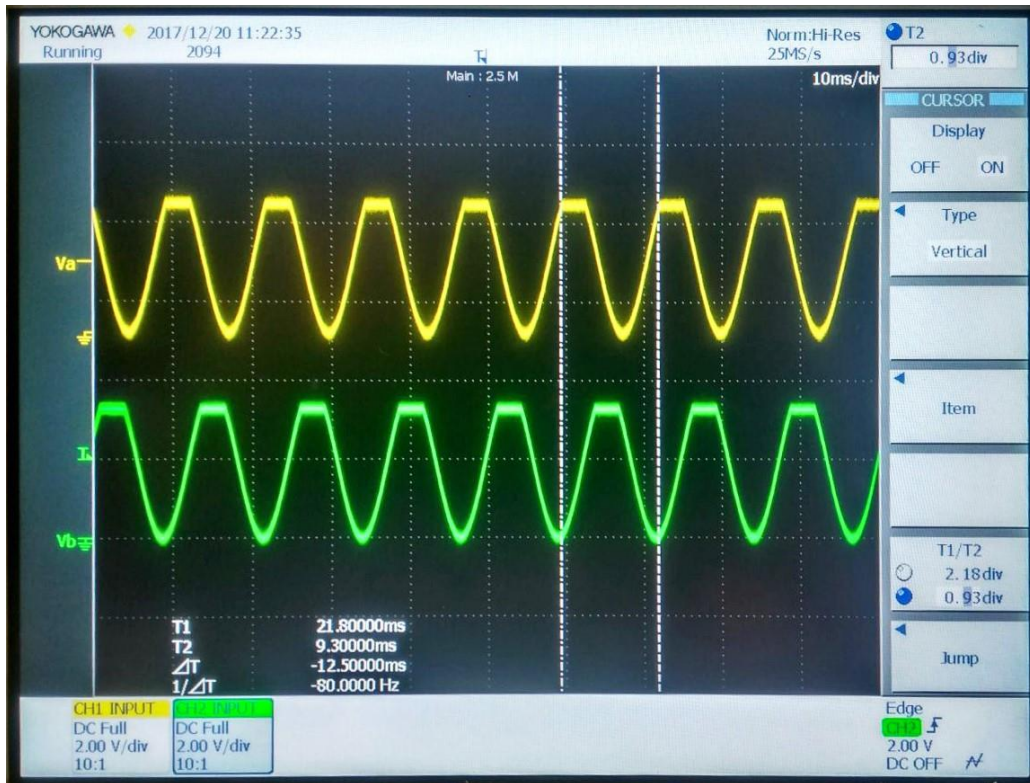 YOKOGAWA 2017/12/20 11:22:35
Running 2094
Norm:Hi-Res
25MS/s
T2
0.93div
Main : 2.5 M
10ms/div
CURSOR
Display
OFF ON
Type
Vertical
Item
T1/T2
2.18div
0.93div
Jump
Va
T
Vb
T1 21.80000ms
T2 9.30000ms
⊿T -12.50000ms
1/⊿T -80.0000 Hz
CH1 INPUT
DC Full
2.00 V/div
10:1
CH2 INPUT
DC Full
2.00 V/div
10:1
Edge
CH2
2.00 V
DC OFF